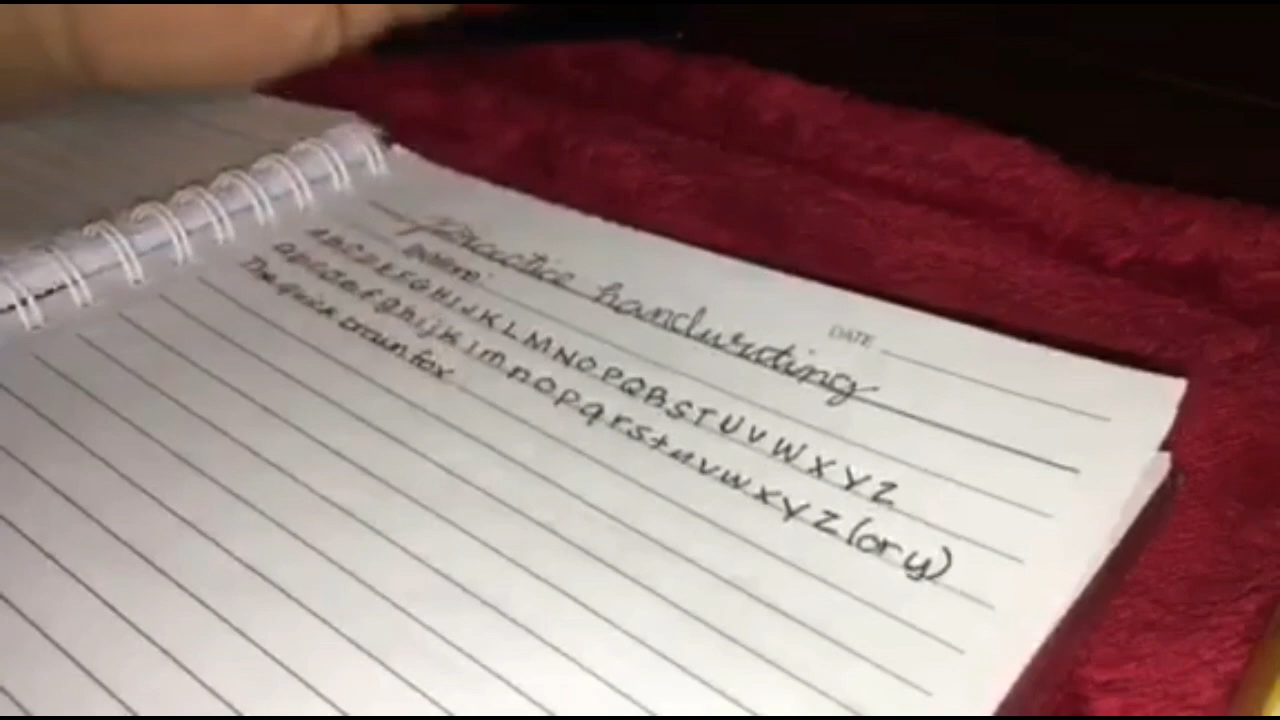 DATE
Practice handwriting
ABCDEFGHIJKLMNOPQRSTUVWXYZ
abcdefghijklmnopqrstuvwxyz (or y)
The quick brown fox